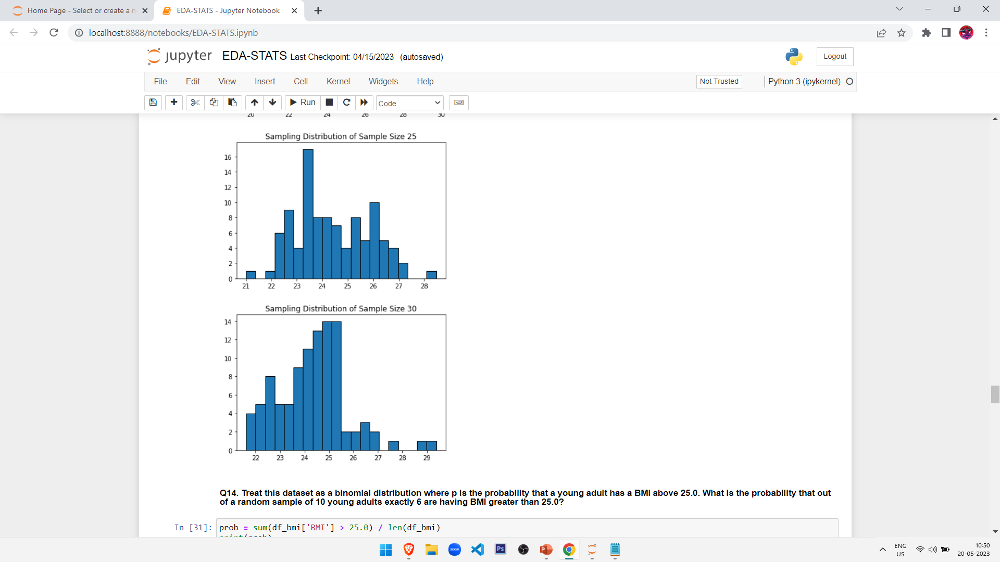 Home Page - Select or create a n
EDA-STATS - Jupyter Notebook
localhost:8888/notebooks/EDA-STATS.ipynb
jupyter EDA-STATS Last Checkpoint: 04/15/2023 (autosaved)
Logout
File Edit View Insert Cell Kernel Widgets Help
Not Trusted
Python 3 (ipykernel)
Run
Code
20 22 24 26 28 30
Sampling Distribution of Sample Size 25
16
14
12
10
8
6
4
2
0
21 22 23 24 25 26 27 28
Sampling Distribution of Sample Size 30
14
12
10
8
6
4
2
0
22 23 24 25 26 27 28 29
Q14. Treat this dataset as a binomial distribution where p is the probability that a young adult has a BMI above 25.0. What is the probability that out
of a random sample of 10 young adults exactly 6 are having BMI greater than 25.0?
In [31]: prob = sum(df_bmi['BMI'] > 25.0) / len(df_bmi)
print(prob)
zoom
Ps
P
ENG
US
10:50
20-05-2023